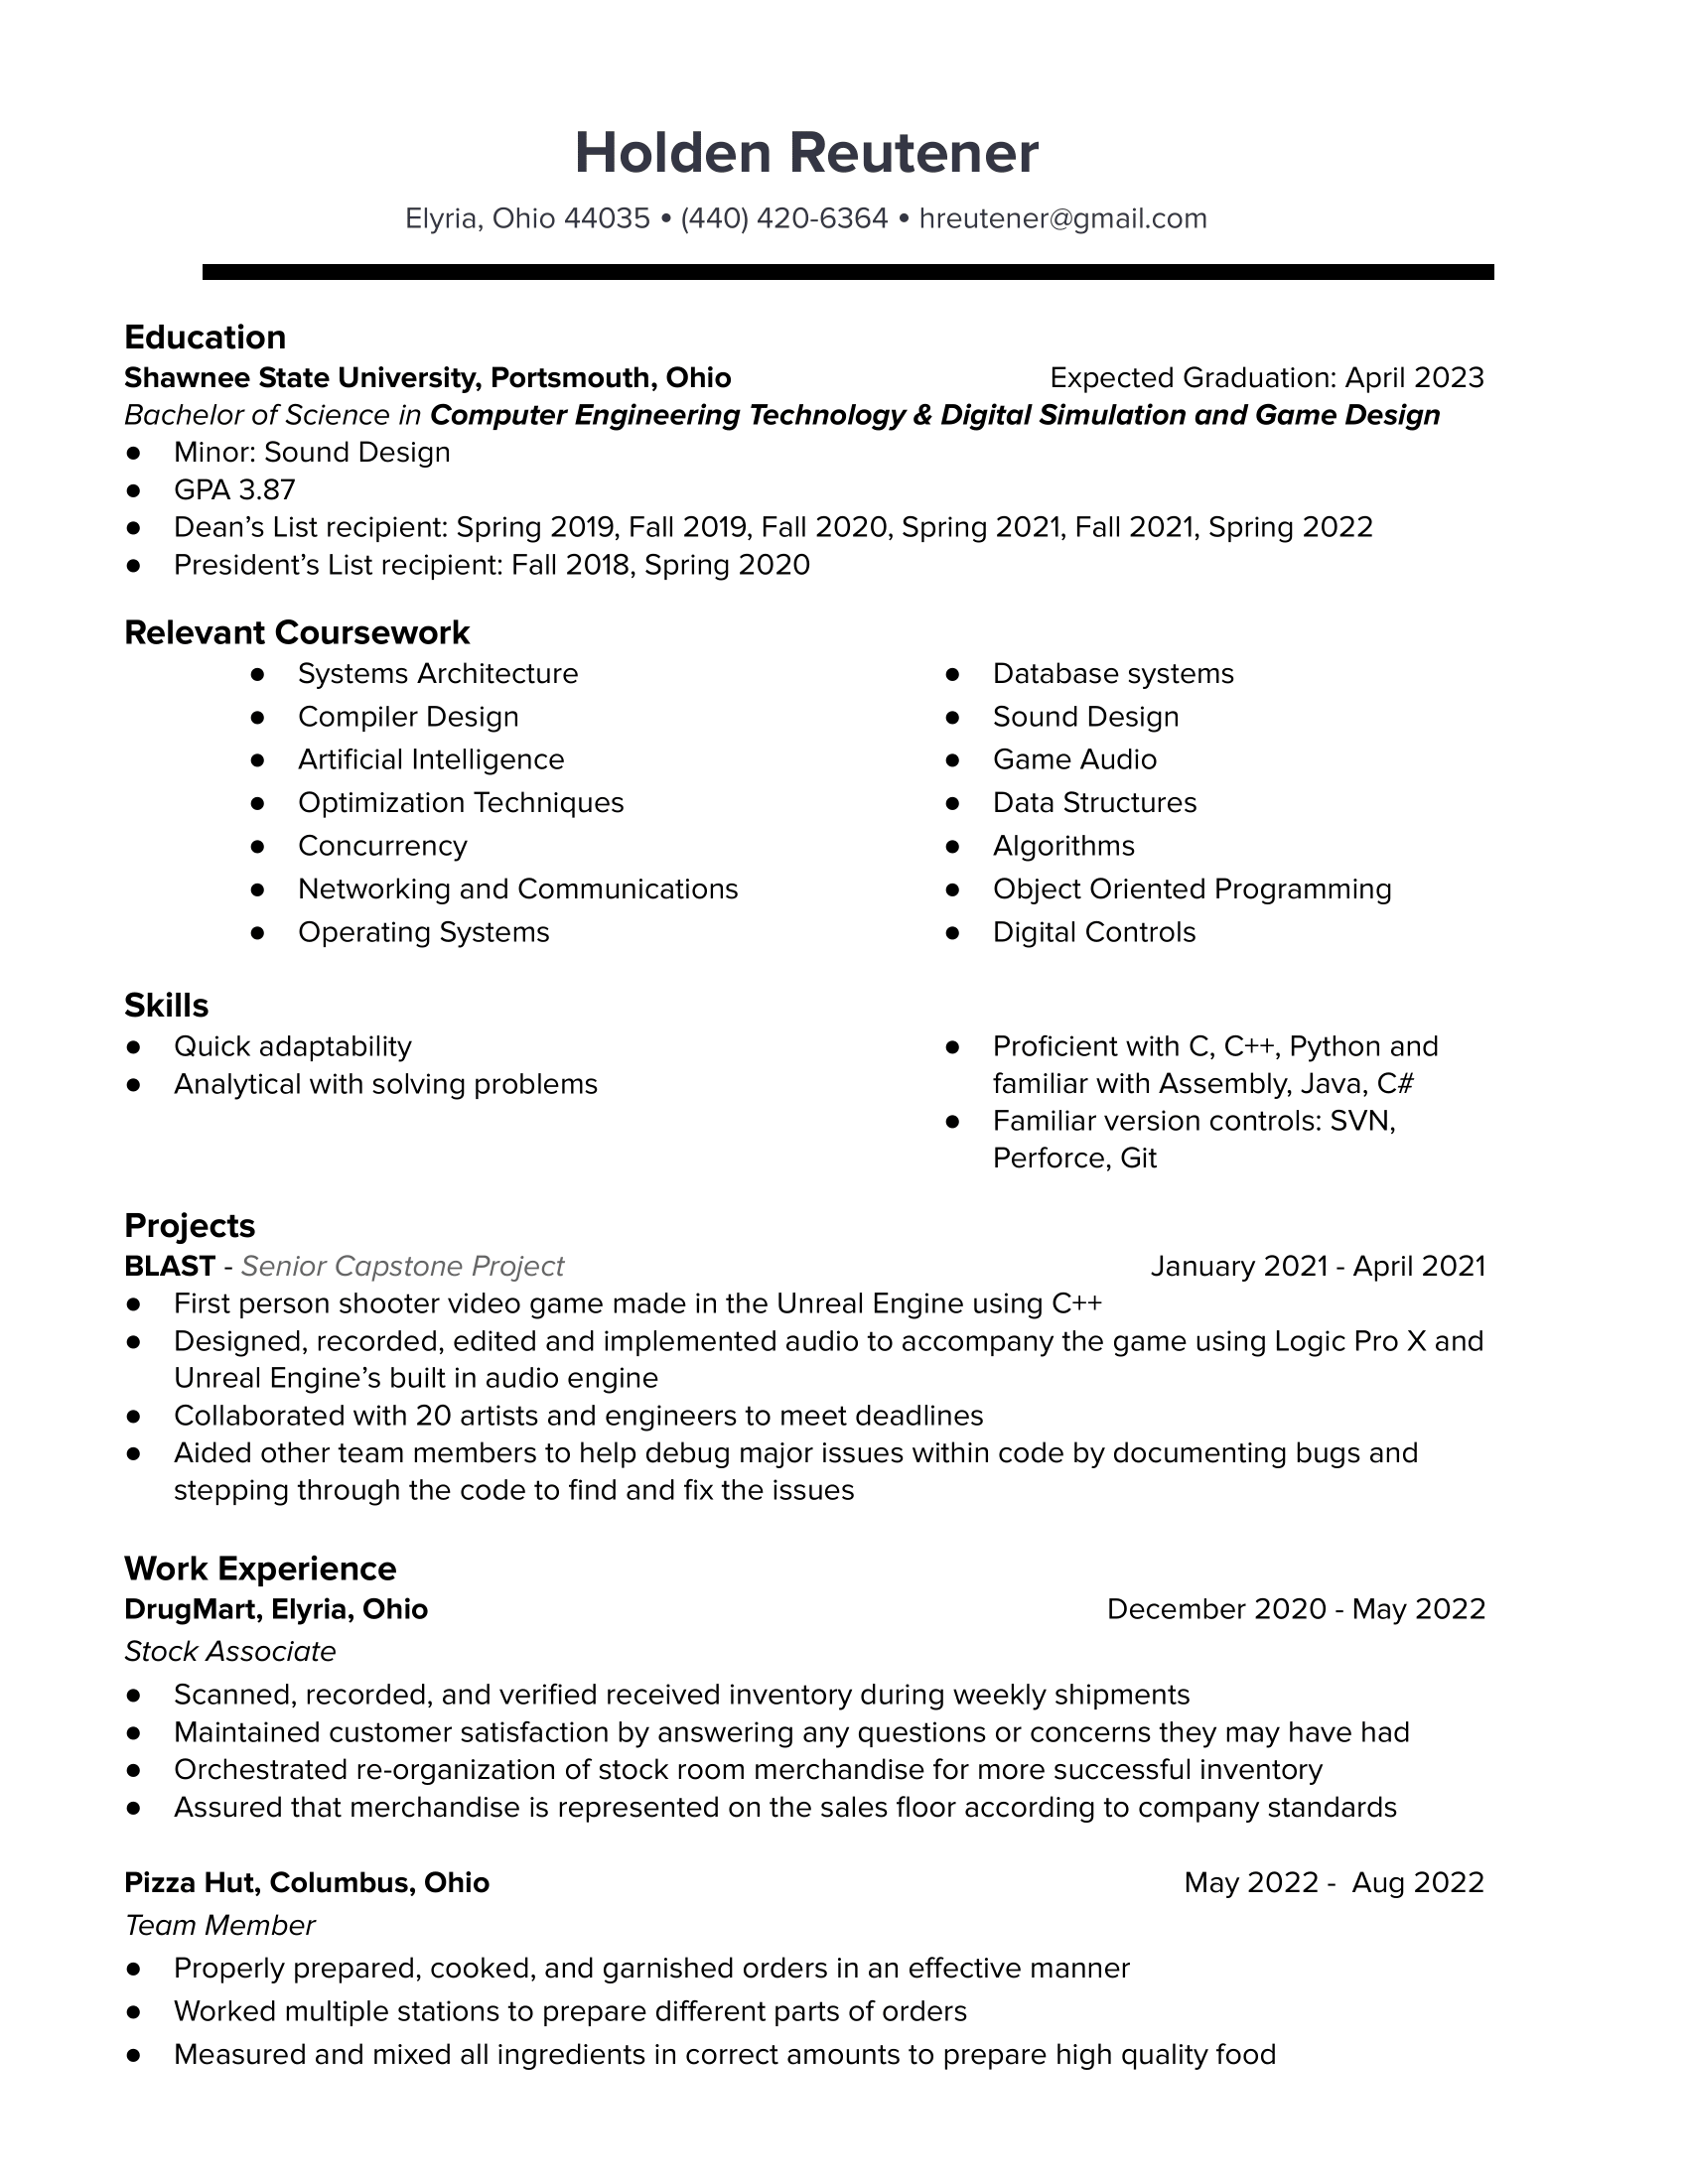 Holden Reutener
Elyria, Ohio 44035 • (440) 420-6364 • hreutener@gmail.com
Education
Shawnee State University, Portsmouth, Ohio Expected Graduation: April 2023
Bachelor of Science in Computer Engineering Technology & Digital Simulation and Game Design
● Minor: Sound Design
● GPA 3.87
● Dean’s List recipient: Spring 2019, Fall 2019, Fall 2020, Spring 2021, Fall 2021, Spring 2022
● President’s List recipient: Fall 2018, Spring 2020
Relevant Coursework
● Systems Architecture
● Compiler Design
● Artificial Intelligence
● Optimization Techniques
● Concurrency
● Networking and Communications
● Operating Systems
● Database systems
● Sound Design
● Game Audio
● Data Structures
● Algorithms
● Object Oriented Programming
● Digital Controls
Skills
● Quick adaptability
● Analytical with solving problems
● Proficient with C, C++, Python and
familiar with Assembly, Java, C#
● Familiar version controls: SVN,
Perforce, Git
Projects
BLAST - Senior Capstone Project January 2021 - April 2021
● First person shooter video game made in the Unreal Engine using C++
● Designed, recorded, edited and implemented audio to accompany the game using Logic Pro X and
Unreal Engine’s built in audio engine
● Collaborated with 20 artists and engineers to meet deadlines
● Aided other team members to help debug major issues within code by documenting bugs and
stepping through the code to find and fix the issues
Work Experience
DrugMart, Elyria, Ohio December 2020 - May 2022
Stock Associate
● Scanned, recorded, and verified received inventory during weekly shipments
● Maintained customer satisfaction by answering any questions or concerns they may have had
● Orchestrated re-organization of stock room merchandise for more successful inventory
● Assured that merchandise is represented on the sales floor according to company standards
Pizza Hut, Columbus, Ohio May 2022 - Aug 2022
Team Member
● Properly prepared, cooked, and garnished orders in an effective manner
● Worked multiple stations to prepare different parts of orders
● Measured and mixed all ingredients in correct amounts to prepare high quality food